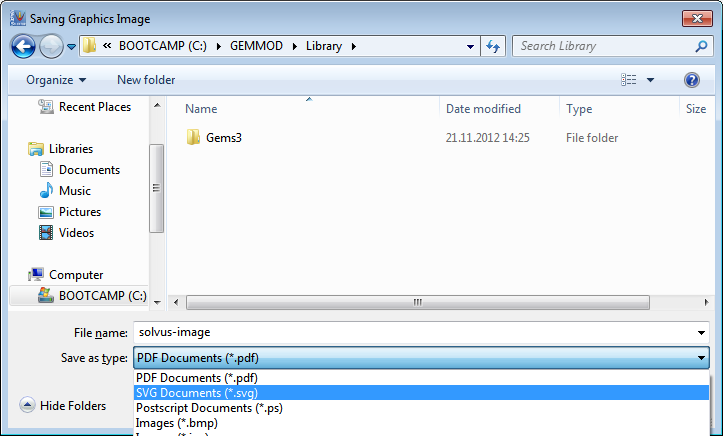 Saving Graphics Image
« BOOTCAMP (C:) GEMMOD Library
Search Library
Organize New folder
Name Date modified Type Size
Recent Places
Gems3 21.11.2012 14:25 File folder
Libraries
Documents
Music
Pictures
Videos
Computer
BOOTCAMP (C:)
File name: solvus-image
Save as type: PDF Documents (*.pdf)
PDF Documents (*.pdf)
SVG Documents (*.svg)
Hide Folders
Postscript Documents (*.ps)
Images (*.bmp)